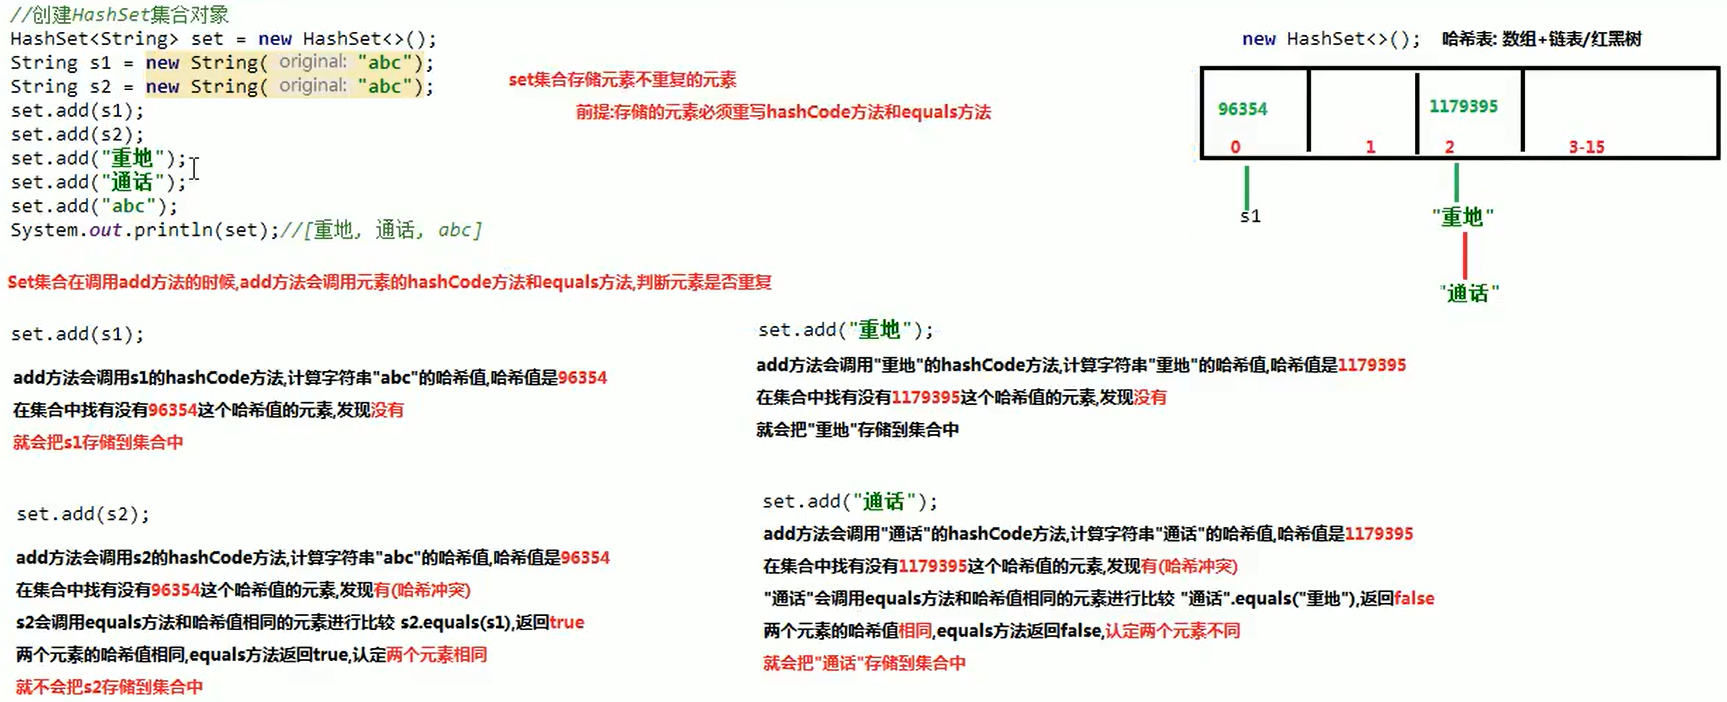 //创建HashSet集合对象
HashSet<String> set = new HashSet<>();
String s1 = new String( original: "abc");
String s2 = new String( original: "abc");
set.add(s1);
set.add(s2);
set.add("重地");
set.add("通话");
set.add("abc");
System.out.println(set);//[重地, 通话, abc]
set集合存储元素不重复的元素
前提:存储的元素必须重写hashCode方法和equals方法
new HashSet<>(); 哈希表: 数组+链表/红黑树
96354 1179395
0 1 2 3-15
s1 "重地"
"通话"
Set集合在调用add方法的时候,add方法会调用元素的hashCode方法和equals方法,判断元素是否重复
set.add(s1);
add方法会调用s1的hashCode方法,计算字符串"abc"的哈希值,哈希值是96354
在集合中找有没有96354这个哈希值的元素,发现没有
就会把s1存储到集合中
set.add(s2);
add方法会调用s2的hashCode方法,计算字符串"abc"的哈希值,哈希值是96354
在集合中找有没有96354这个哈希值的元素,发现有(哈希冲突)
s2会调用equals方法和哈希值相同的元素进行比较 s2.equals(s1),返回true
两个元素的哈希值相同,equals方法返回true,认定两个元素相同
就不会把s2存储到集合中
set.add("重地");
add方法会调用"重地"的hashCode方法,计算字符串"重地"的哈希值,哈希值是1179395
在集合中找有没有1179395这个哈希值的元素,发现没有
就会把"重地"存储到集合中
set.add("通话");
add方法会调用"通话"的hashCode方法,计算字符串"通话"的哈希值,哈希值是1179395
在集合中找有没有1179395这个哈希值的元素,发现有(哈希冲突)
"通话"会调用equals方法和哈希值相同的元素进行比较 "通话".equals("重地"),返回false
两个元素的哈希值相同,equals方法返回false,认定两个元素不同
就会把"通话"存储到集合中